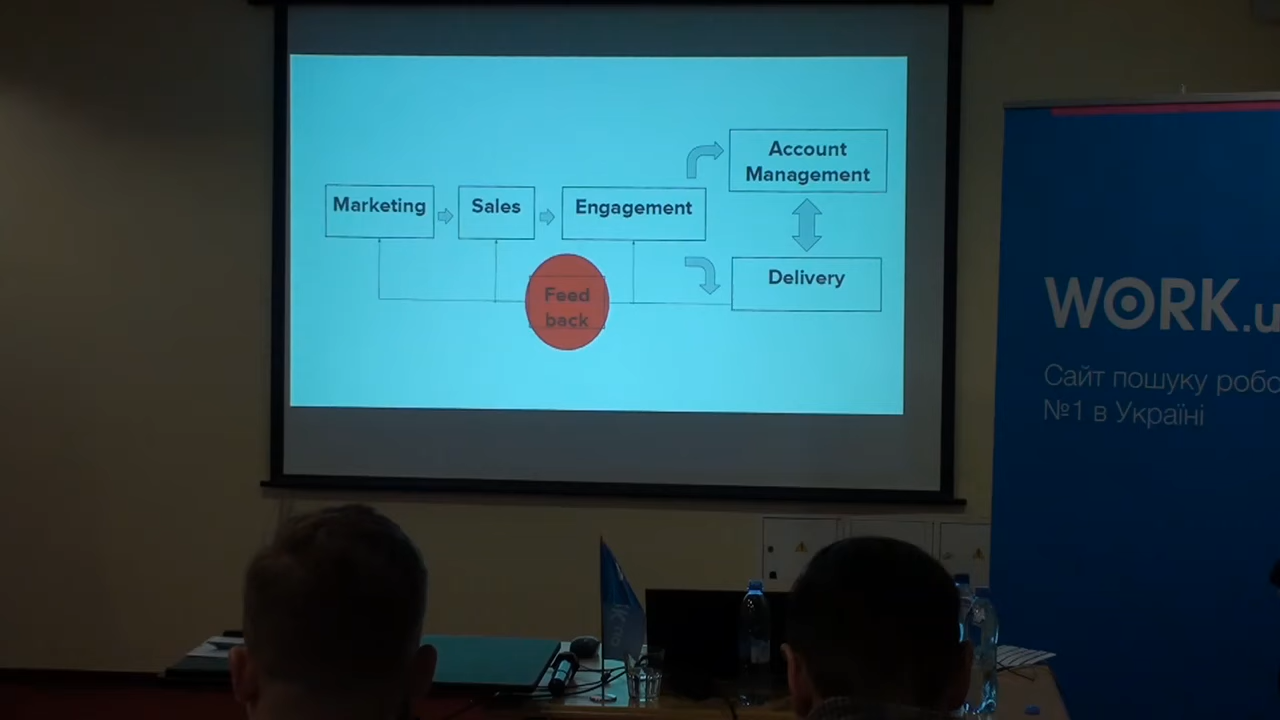 Account
Management
Marketing
Sales
Engagement
Delivery
Feed
back
WORK.u
Сайт пошуку робо
№1 в Україні